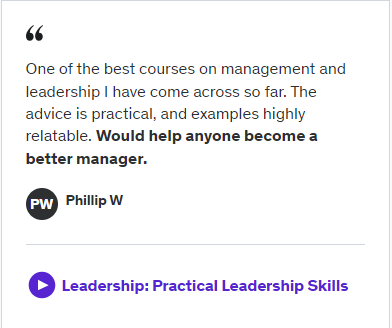 “
One of the best courses on management and
leadership I have come across so far. The
advice is practical, and examples highly
relatable. Would help anyone become a
better manager.
PW
Phillip W
Leadership: Practical Leadership Skills